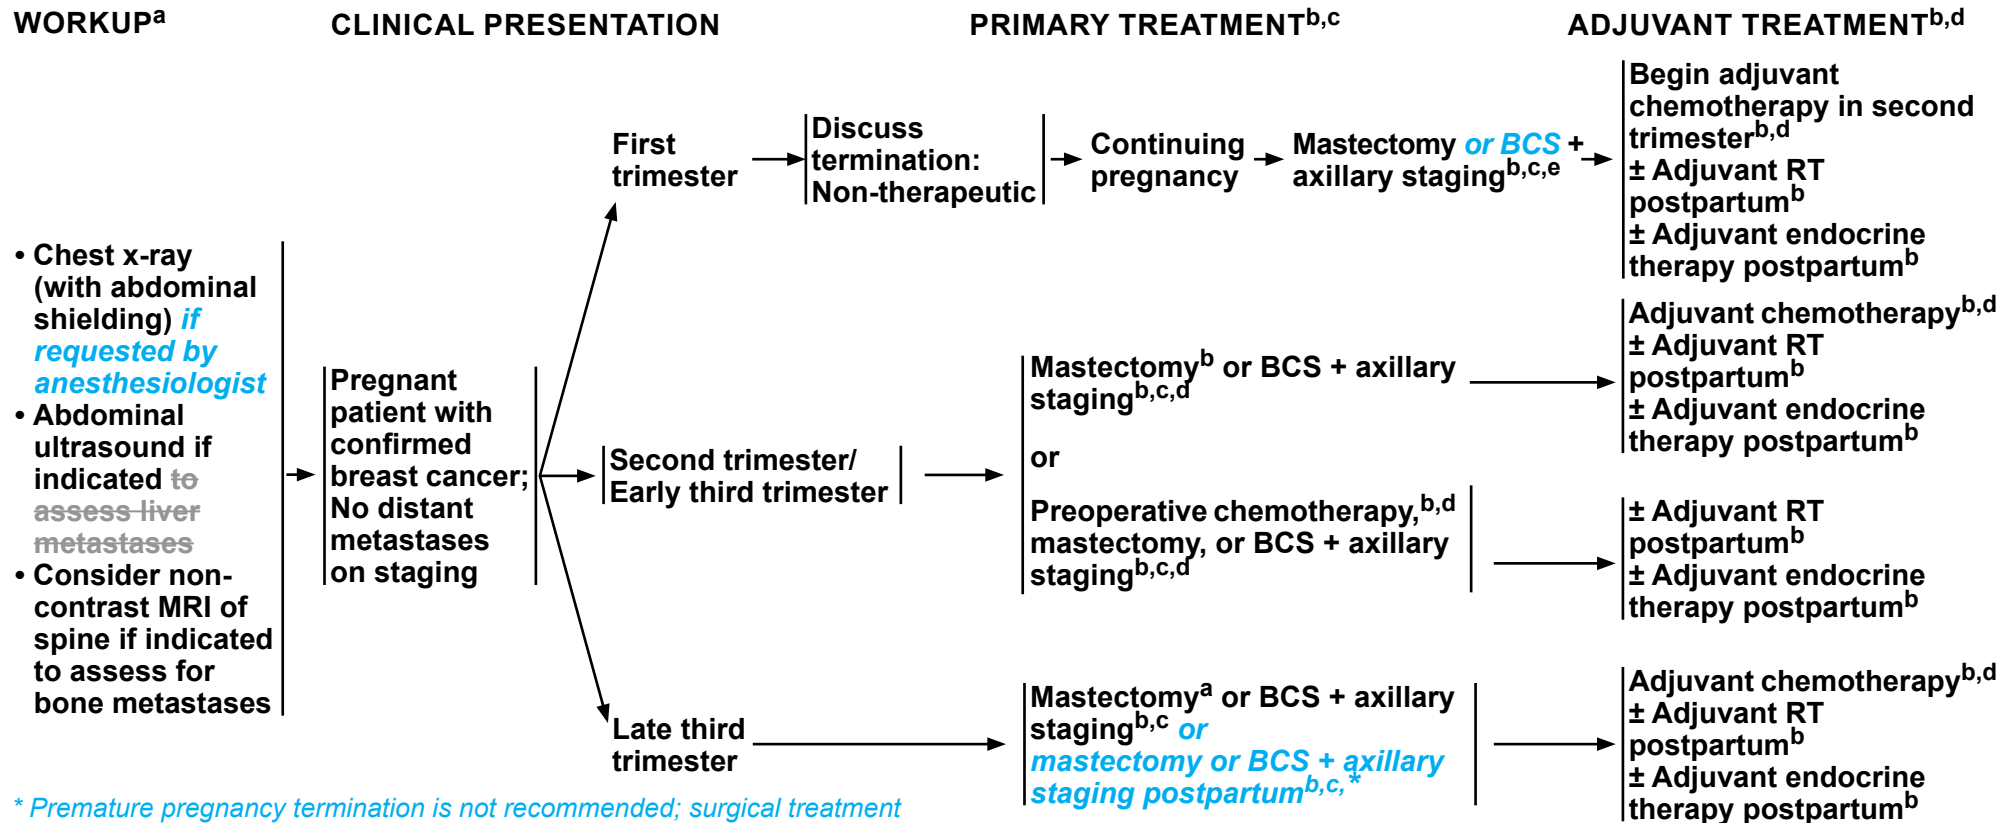 WORKUPa
CLINICAL PRESENTATION
PRIMARY TREATMENTb,c
ADJUVANT TREATMENTb,d
• Chest x-ray
(with abdominal
shielding) if
requested by
anesthesiologist
• Abdominal
ultrasound if
indicated to
assess liver
metastases
• Consider non-
contrast MRI of
spine if indicated
to assess for
bone metastases
Pregnant
patient with
confirmed
breast cancer;
No distant
metastases
on staging
First
trimester
Discuss
termination:
Non-therapeutic
Continuing
pregnancy
Mastectomy or BCS +
axillary stagingb,c,e
Begin adjuvant
chemotherapy in second
trimesterb,d
± Adjuvant RT
postpartumb
± Adjuvant endocrine
therapy postpartumb
Second trimester/
Early third trimester
Mastectomyb or BCS + axillary
stagingb,c,d
or
Preoperative chemotherapy,b,d
mastectomy, or BCS + axillary
stagingb,c,d
Adjuvant chemotherapyb,d
± Adjuvant RT
postpartumb
± Adjuvant endocrine
therapy postpartumb
± Adjuvant RT
postpartumb
± Adjuvant endocrine
therapy postpartumb
Late third
trimester
Mastectomya or BCS + axillary
stagingb,c or
mastectomy or BCS + axillary
staging postpartumb,c,*
Adjuvant chemotherapyb,d
± Adjuvant RT
postpartumb
± Adjuvant endocrine
therapy postpartumb
* Premature pregnancy termination is not recommended; surgical treatment